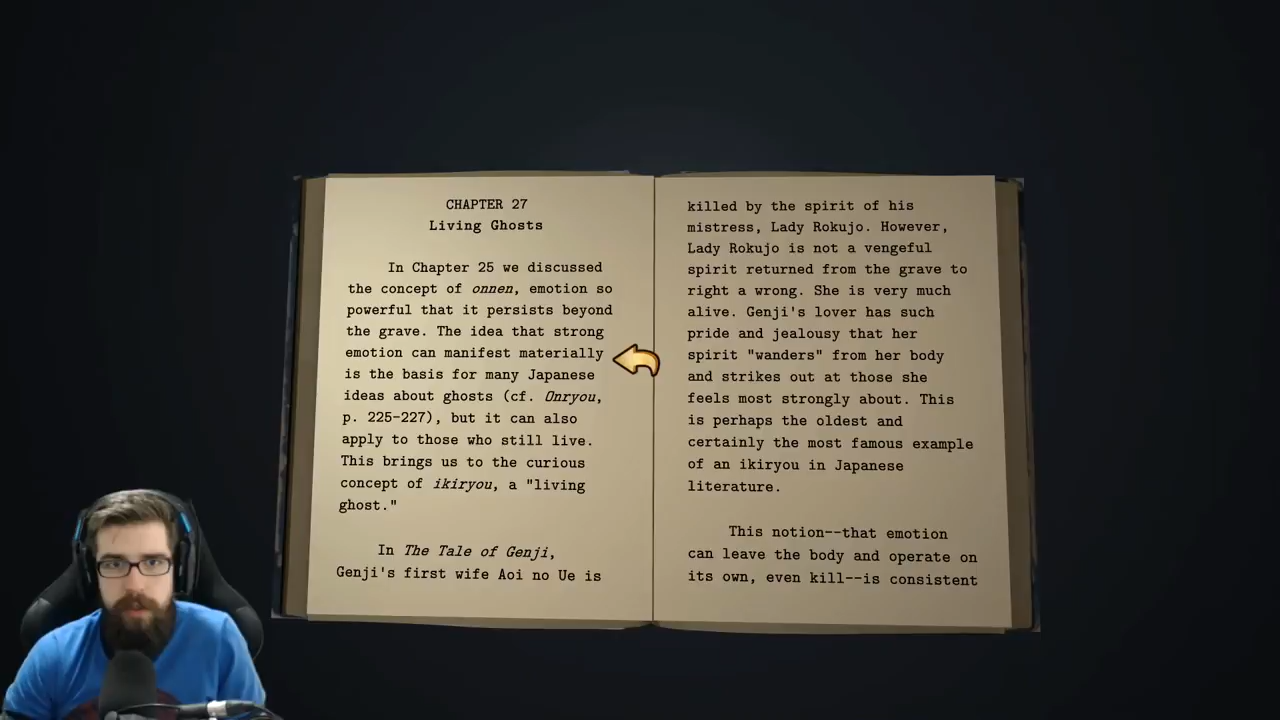 CHAPTER 27
Living Ghosts
In Chapter 25 we discussed
the concept of onnen, emotion so
powerful that it persists beyond
the grave. The idea that strong
emotion can manifest materially
is the basis for many Japanese
ideas about ghosts (cf. Onryou,
p. 225-227), but it can also
apply to those who still live.
This brings us to the curious
concept of ikiryou, a "living
ghost."
In The Tale of Genji,
Genji's first wife Aoi no Ue is
killed by the spirit of his
mistress, Lady Rokujo. However,
Lady Rokujo is not a vengeful
spirit returned from the grave to
right a wrong. She is very much
alive. Genji's lover has such
pride and jealousy that her
spirit "wanders" from her body
and strikes out at those she
feels most strongly about. This
is perhaps the oldest and
certainly the most famous example
of an ikiryou in Japanese
literature.
This notion--that emotion
can leave the body and operate on
its own, even kill--is consistent